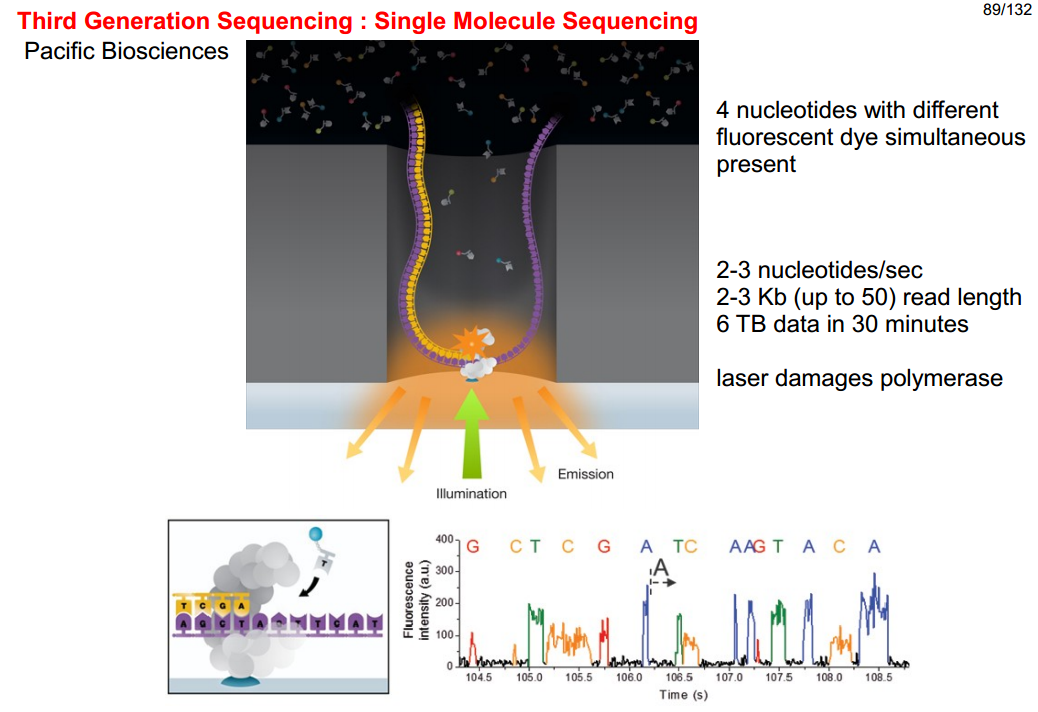 Third Generation Sequencing : Single Molecule Sequencing
89/132
Pacific Biosciences
4 nucleotides with different
fluorescent dye simultaneous
present
2-3 nucleotides/sec
2-3 Kb (up to 50) read length
6 TB data in 30 minutes
laser damages polymerase
Emission
Illumination
T
T C G A
A G C T A T T C A T
Fluorescence
intensity (a.u.)
400
300
200
100
0
G C T C G A T C A A G T A C A
A
104.5 105.0 105.5 106.0 106.5 107.0 107.5 108.0 108.5
Time (s)